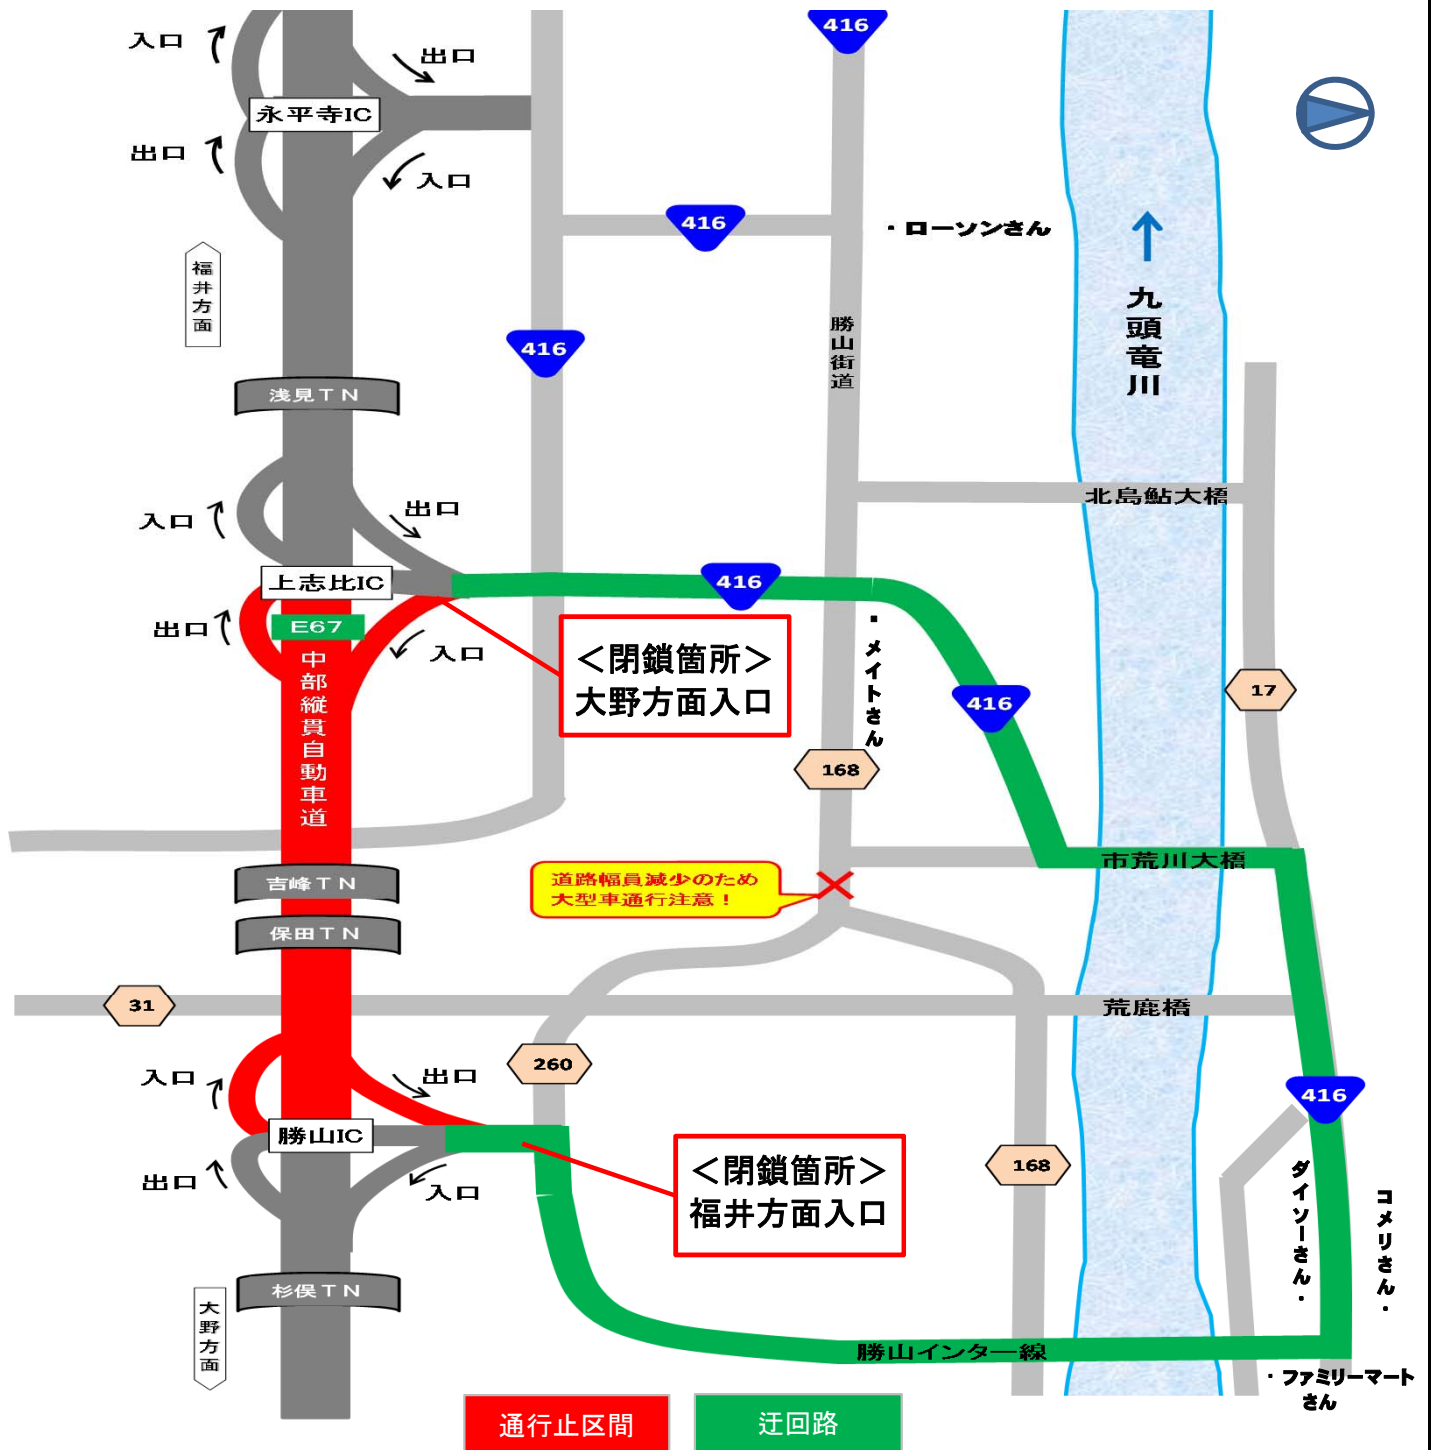 416
入口
出口
永平寺IC
出口
入口
416
・ローソンさん
福井方面
九頭竜川
勝山街道
416
浅見TN
北島鮎大橋
入口
出口
上志比IC
416
E67
出口
入口
<閉鎖箇所>
大野方面入口
・メイトさん
416
17
中部縦貫自動車道
168
市荒川大橋
吉峰TN
道路幅員減少のため
大型車通行注意！
保田TN
31
荒鹿橋
260
入口
出口
416
勝山IC
<閉鎖箇所>
福井方面入口
168
出口
入口
ダイソーさん・
コメリさん・
杉俣TN
大野方面
勝山インター線
・ファミリーマート
さん
通行止区間
迂回路